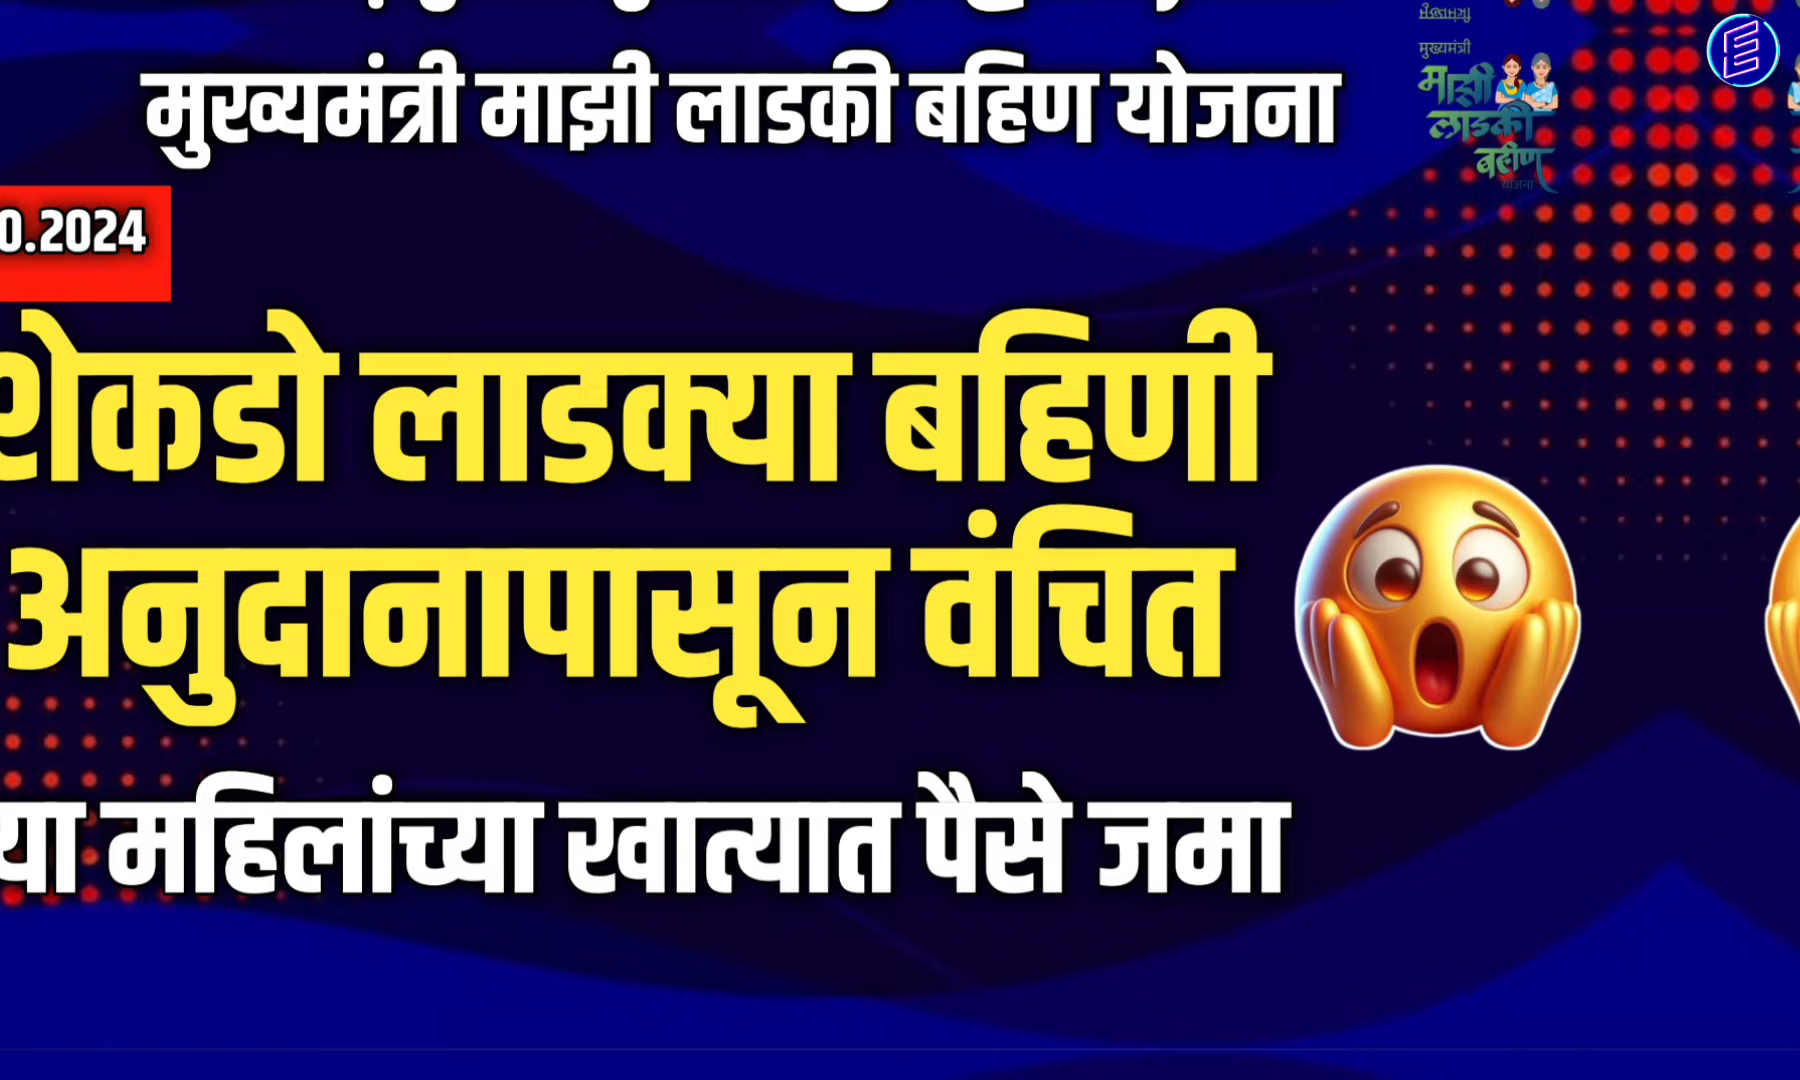 मुख्यमंत्री माझी लाडकी बहिण योजना
मुख्यमंत्री
माझी
लाडकी
बहीण
योजना
0.2024
शेकडो लाडक्या बहिणी
अनुदानापासून वंचित
या महिलांच्या खात्यात पैसे जमा